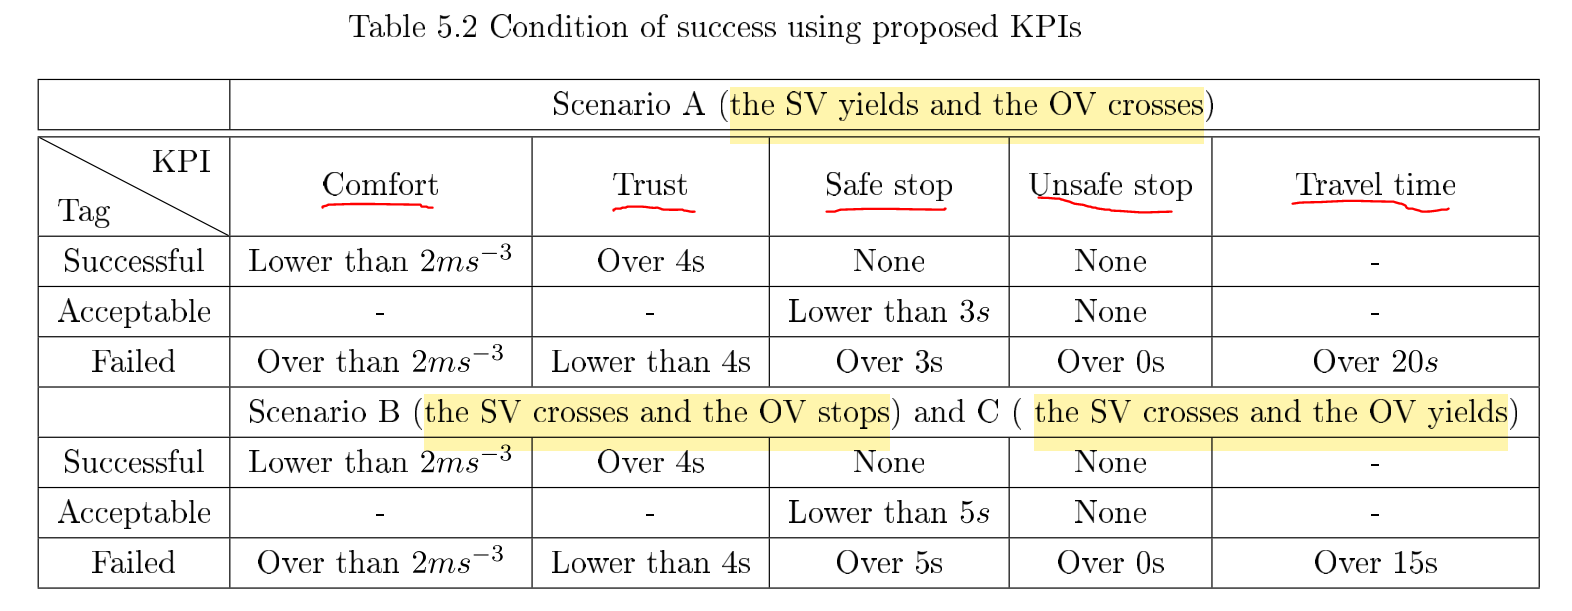 Table 5.2 Condition of success using proposed KPIs
Scenario A (the SV yields and the OV crosses)
KPI
Tag
Comfort Trust Safe stop Unsafe stop Travel time
Successful Lower than 2ms⁻³ Over 4s None None -
Acceptable - - Lower than 3s None -
Failed Over than 2ms⁻³ Lower than 4s Over 3s Over 0s Over 20s
Scenario B (the SV crosses and the OV stops) and C ( the SV crosses and the OV yields)
Successful Lower than 2ms⁻³ Over 4s None None -
Acceptable - - Lower than 5s None -
Failed Over than 2ms⁻³ Lower than 4s Over 5s Over 0s Over 15s